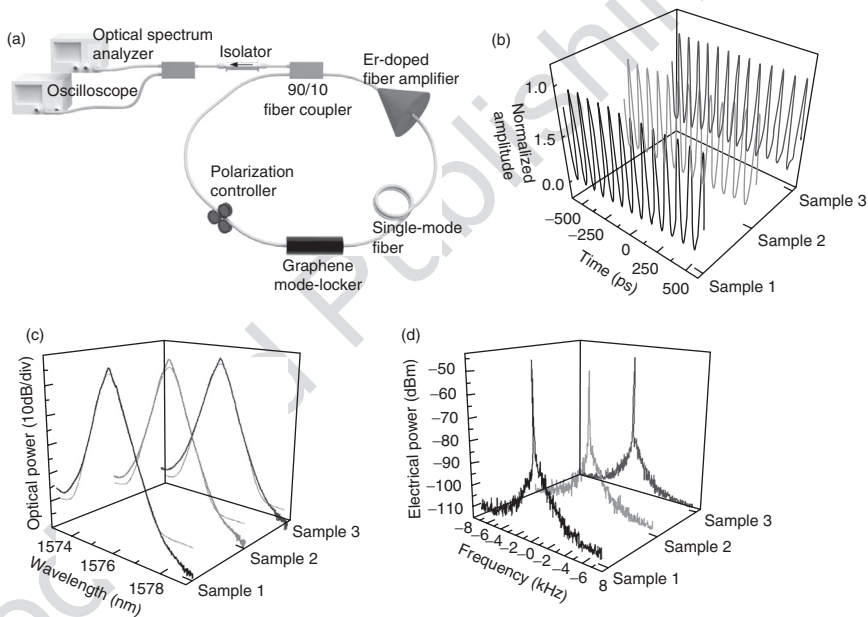 (a)
Optical spectrum
analyzer
Oscilloscope
Isolator
90/10
fiber coupler
Er-doped
fiber amplifier
Polarization
controller
Single-mode
fiber
Graphene
mode-locker
(b)
Normalized
amplitude
1.0
1.5
0.0
−500
−250
0
250
500
Time (ps)
Sample 1
Sample 2
Sample 3
(c)
Optical power (10dB/div)
1574
1576
1578
Wavelength (nm)
Sample 1
Sample 2
Sample 3
(d)
Electrical power (dBm)
−50
−60
−70
−80
−90
−100
−110
−8
−6
−4
−2
−0
−2
−4
−6
8
Frequency (kHz)
Sample 1
Sample 2
Sample 3